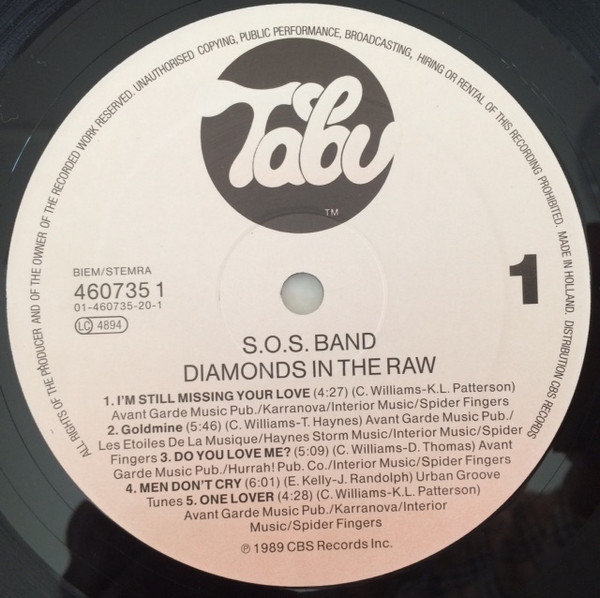 ALL RIGHTS OF THE PRODUCER AND OF THE OWNER OF THE RECORDED WORK RESERVED. UNAUTHORISED COPYING, PUBLIC PERFORMANCE, BROADCASTING, HIRING OR RENTAL OF THIS RECORDING PROHIBITED. MADE IN HOLLAND. DISTRIBUTION CBS RECORDS
Tabu
TM
BIEM/STEMRA
460735 1
01-460735-20-1
LC 4894
1
S.O.S. BAND
DIAMONDS IN THE RAW
1. I'M STILL MISSING YOUR LOVE (4:27) (C. Williams-K.L. Patterson)
Avant Garde Music Pub./Karranova/Interior Music/Spider Fingers
2. Goldmine (5:46) (C. Williams-T. Haynes) Avant Garde Music Pub./
Les Etoiles De La Musique/Haynes Storm Music/Interior Music/Spider
Fingers 3. DO YOU LOVE ME? (5:09) (C. Williams-D. Thomas) Avant
Garde Music Pub./Hurrah! Pub. Co./Interior Music/Spider Fingers
4. MEN DON'T CRY (6:01) (E. Kelly-J. Randolph) Urban Groove
Tunes 5. ONE LOVER (4:28) (C. Williams-K.L. Patterson)
Avant Garde Music Pub./Karranova/Interior
Music/Spider Fingers
℗ 1989 CBS Records Inc.